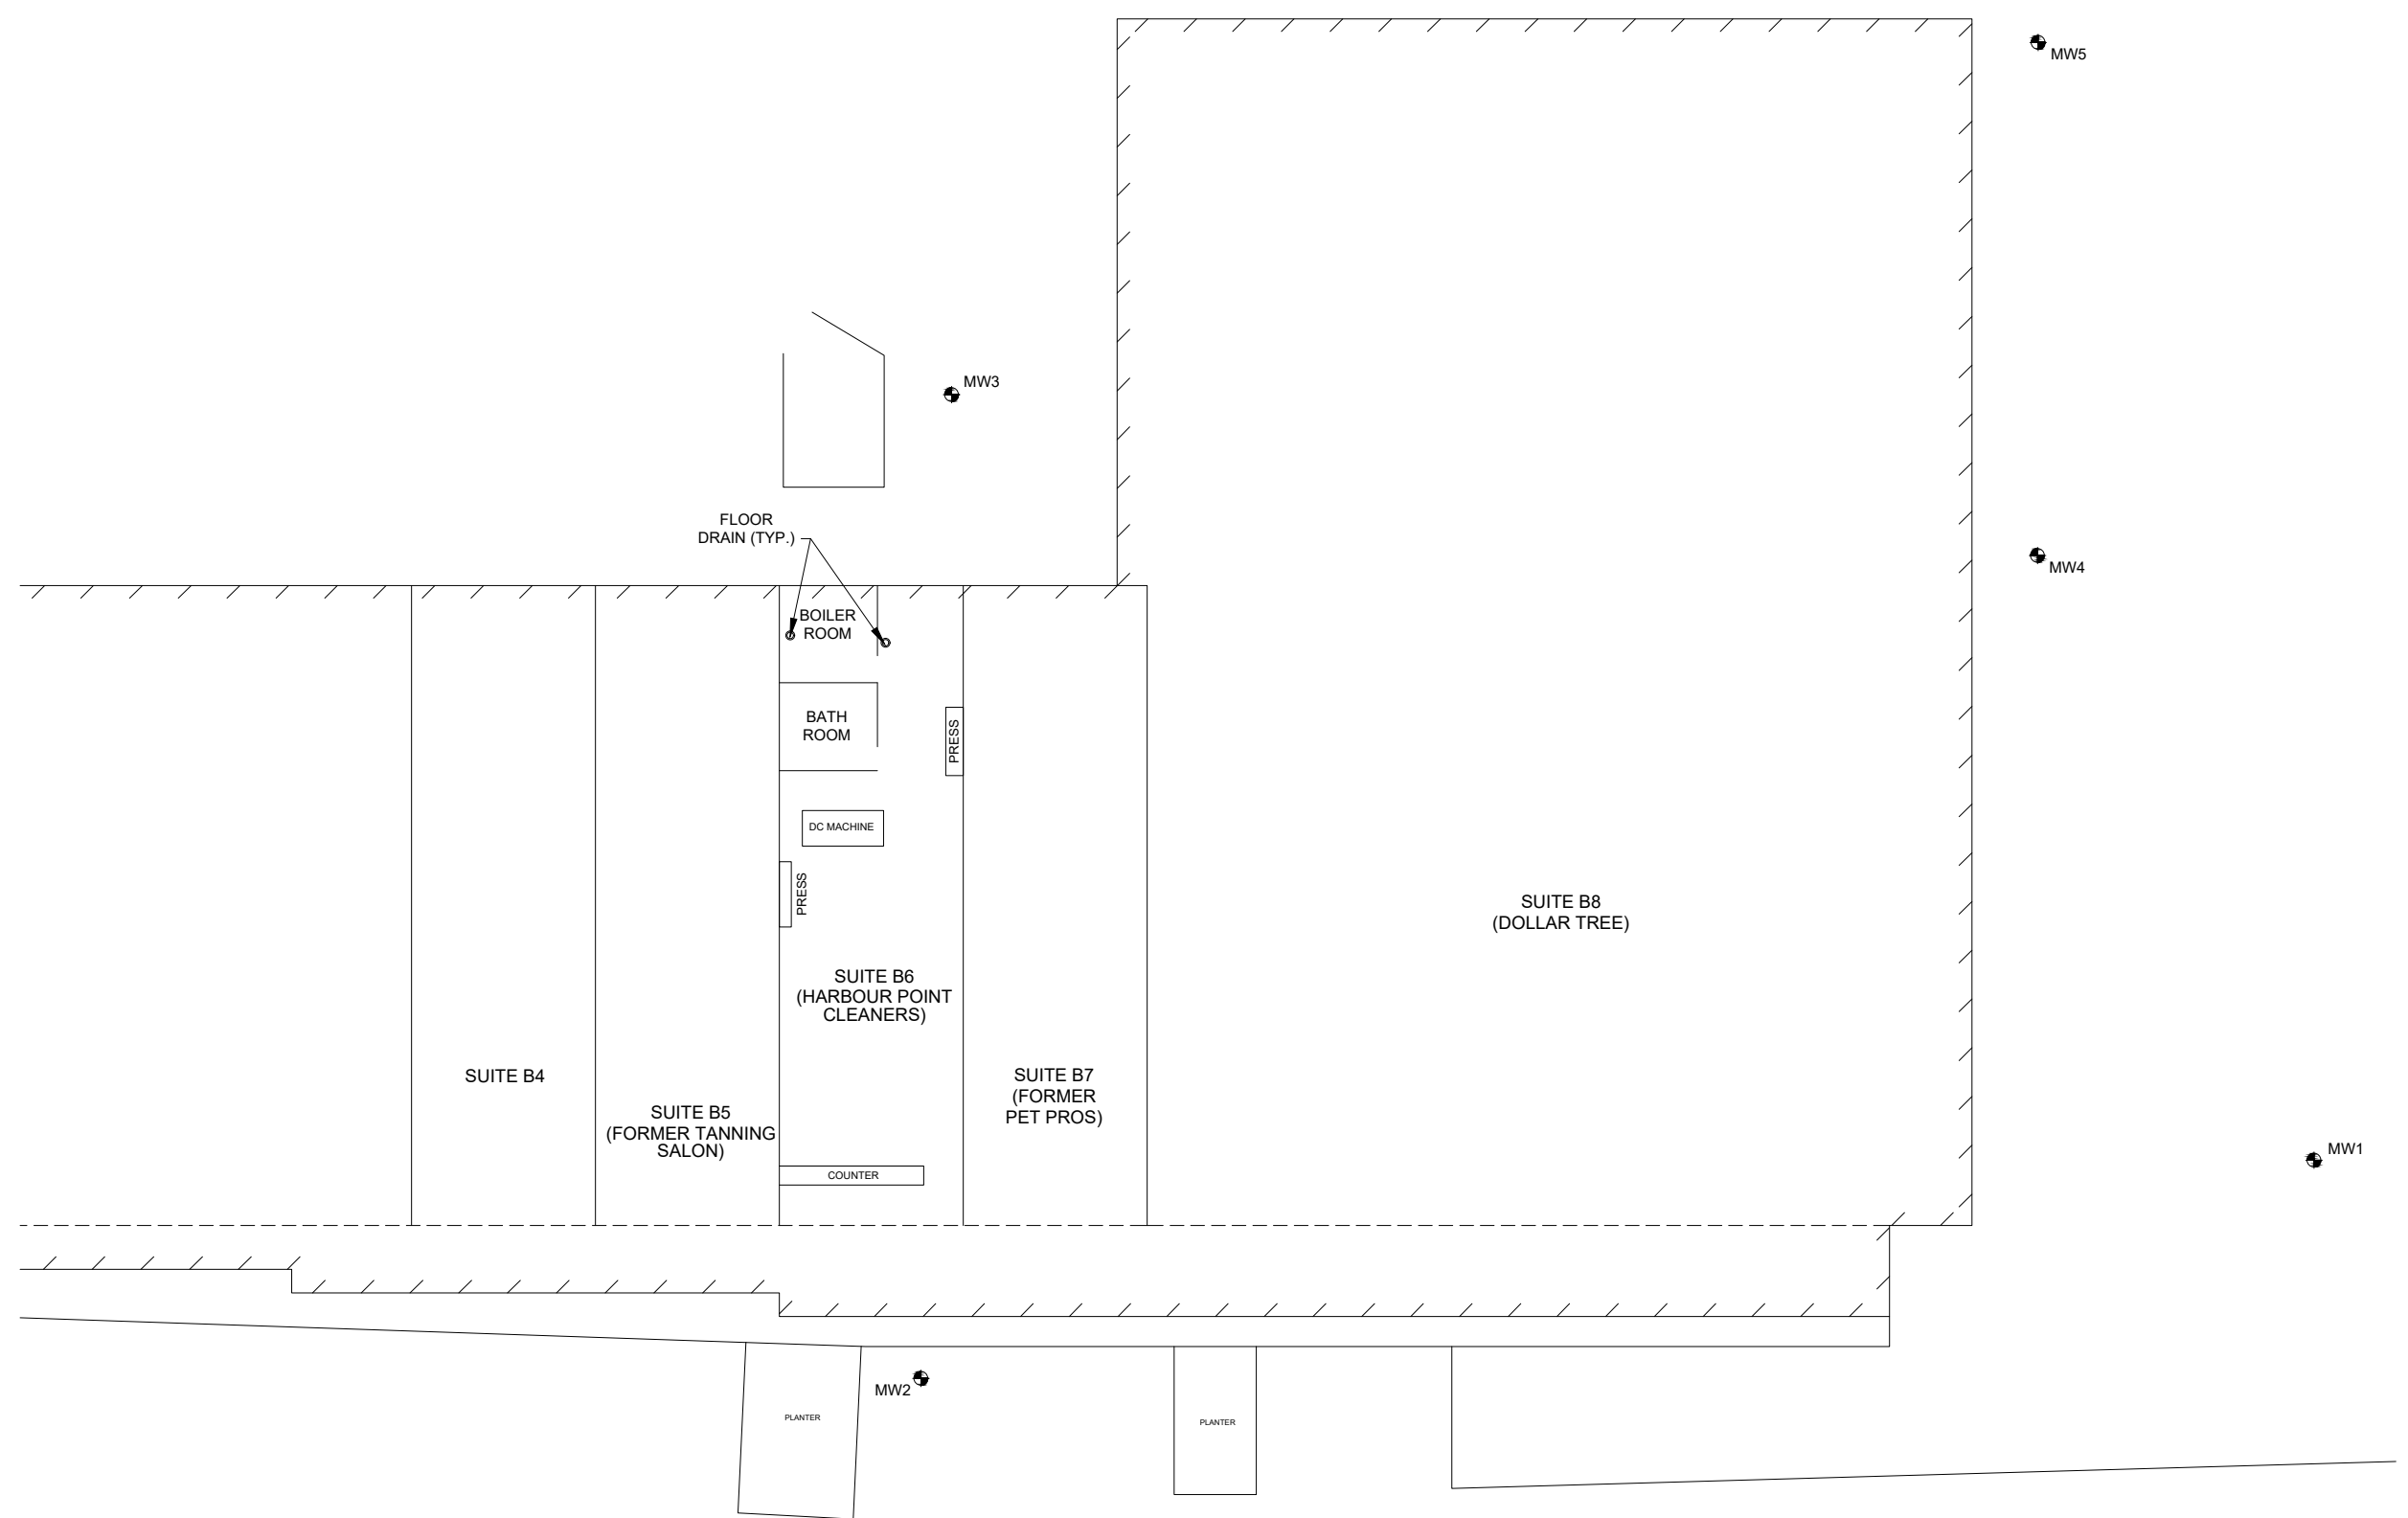 MW5
MW3
FLOOR
DRAIN (TYP.)
MW4
BOILER
ROOM
BATH
ROOM
PRESS
DC MACHINE
PRESS
SUITE B8
(DOLLAR TREE)
SUITE B6
(HARBOUR POINT
CLEANERS)
SUITE B4
SUITE B7
(FORMER
PET PROS)
SUITE B5
(FORMER TANNING
SALON)
MW1
COUNTER
MW2
PLANTER
PLANTER